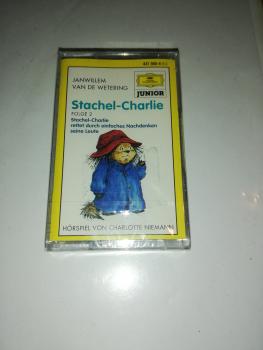 JANWILLEM
VAN DE WETERING
JUNIOR
Stachel-Charlie
FOLGE 2
Stachel-Charlie
rettet durch einfaches Nachdenken
seine Leute
HÖRSPIEL VON CHARLOTTE NIEMANN